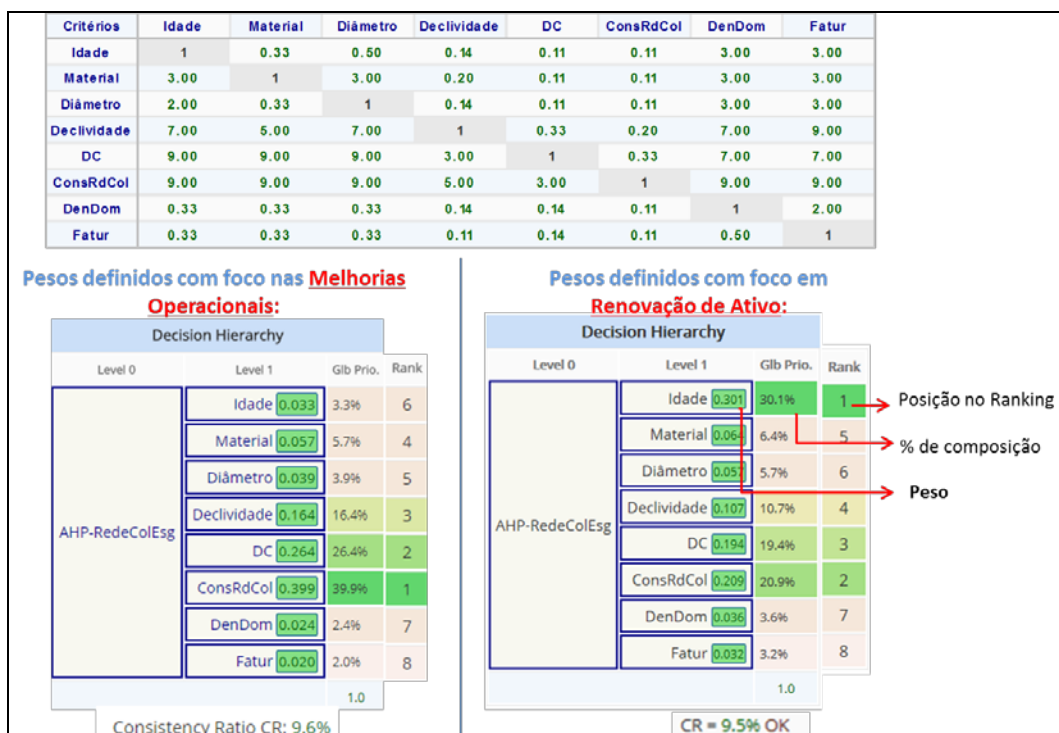 Critérios Idade Material Diâmetro Declividade DC ConsRdCol DenDom Fatur
Idade 1 0.33 0.50 0.14 0.11 0.11 3.00 3.00
Material 3.00 1 3.00 0.20 0.11 0.11 3.00 3.00
Diâmetro 2.00 0.33 1 0.14 0.11 0.11 3.00 3.00
Declividade 7.00 5.00 7.00 1 0.33 0.20 7.00 9.00
DC 9.00 9.00 9.00 3.00 1 0.33 7.00 7.00
ConsRdCol 9.00 9.00 9.00 5.00 3.00 1 9.00 9.00
DenDom 0.33 0.33 0.33 0.14 0.14 0.11 1 2.00
Fatur 0.33 0.33 0.33 0.11 0.14 0.11 0.50 1
Pesos definidos com foco nas Melhorias
Operacionais:
Decision Hierarchy
Level 0 Level 1 Glb Prio. Rank
Idade 0.033 3.3% 6
Material 0.057 5.7% 4
Diâmetro 0.039 3.9% 5
Declividade 0.164 16.4% 3
AHP-RedeColEsg
DC 0.264 26.4% 2
ConsRdCol 0.399 39.9% 1
DenDom 0.024 2.4% 7
Fatur 0.020 2.0% 8
1.0
Consistency Ratio CR: 9.6%
Pesos definidos com foco em
Renovação de Ativo:
Decision Hierarchy
Level 0 Level 1 Glb Prio. Rank
Idade 0.301 30.1% 1
Material 0.064 6.4% 5
Diâmetro 0.057 5.7% 6
Declividade 0.107 10.7% 4
AHP-RedeColEsg
DC 0.194 19.4% 3
ConsRdCol 0.209 20.9% 2
DenDom 0.036 3.6% 7
Fatur 0.032 3.2% 8
1.0
CR = 9.5% OK
Posição no Ranking
% de composição
Peso